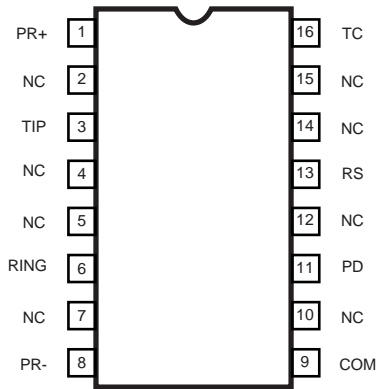 PR+ 1 16 TC
NC 2 15 NC
TIP 3 14 NC
NC 4 13 RS
NC 5 12 NC
RING 6 11 PD
NC 7 10 NC
PR- 8 9 COM